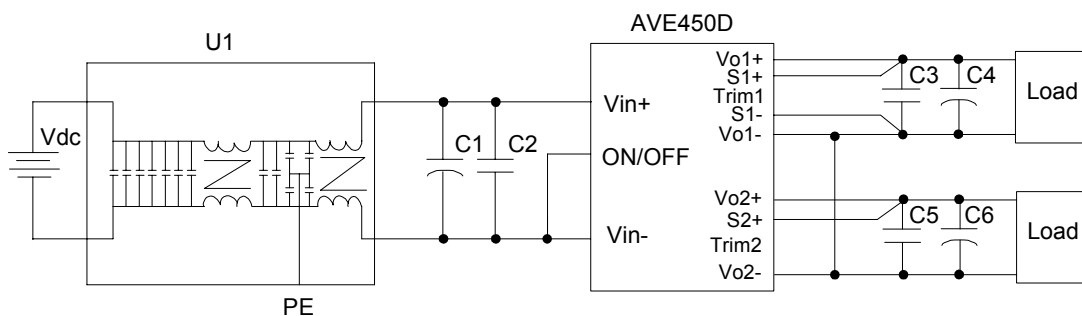 AVE450D
U1
Vdc
PE
C1
C2
Vin+
ON/OFF
Vin-
Vo1+
S1+
Trim1
S1-
Vo1-
Vo2+
S2+
Trim2
Vo2-
C3
C4
Load
C5
C6
Load